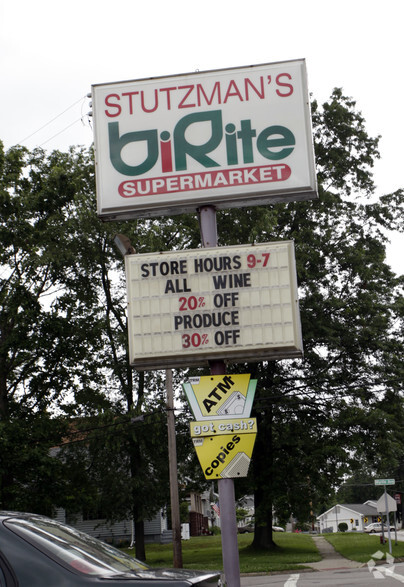 STUTZMAN'S
biRite
SUPERMARKET
STORE HOURS 9-7
ALL WINE
20% OFF
PRODUCE
30% OFF
ATM
got cash?
copies